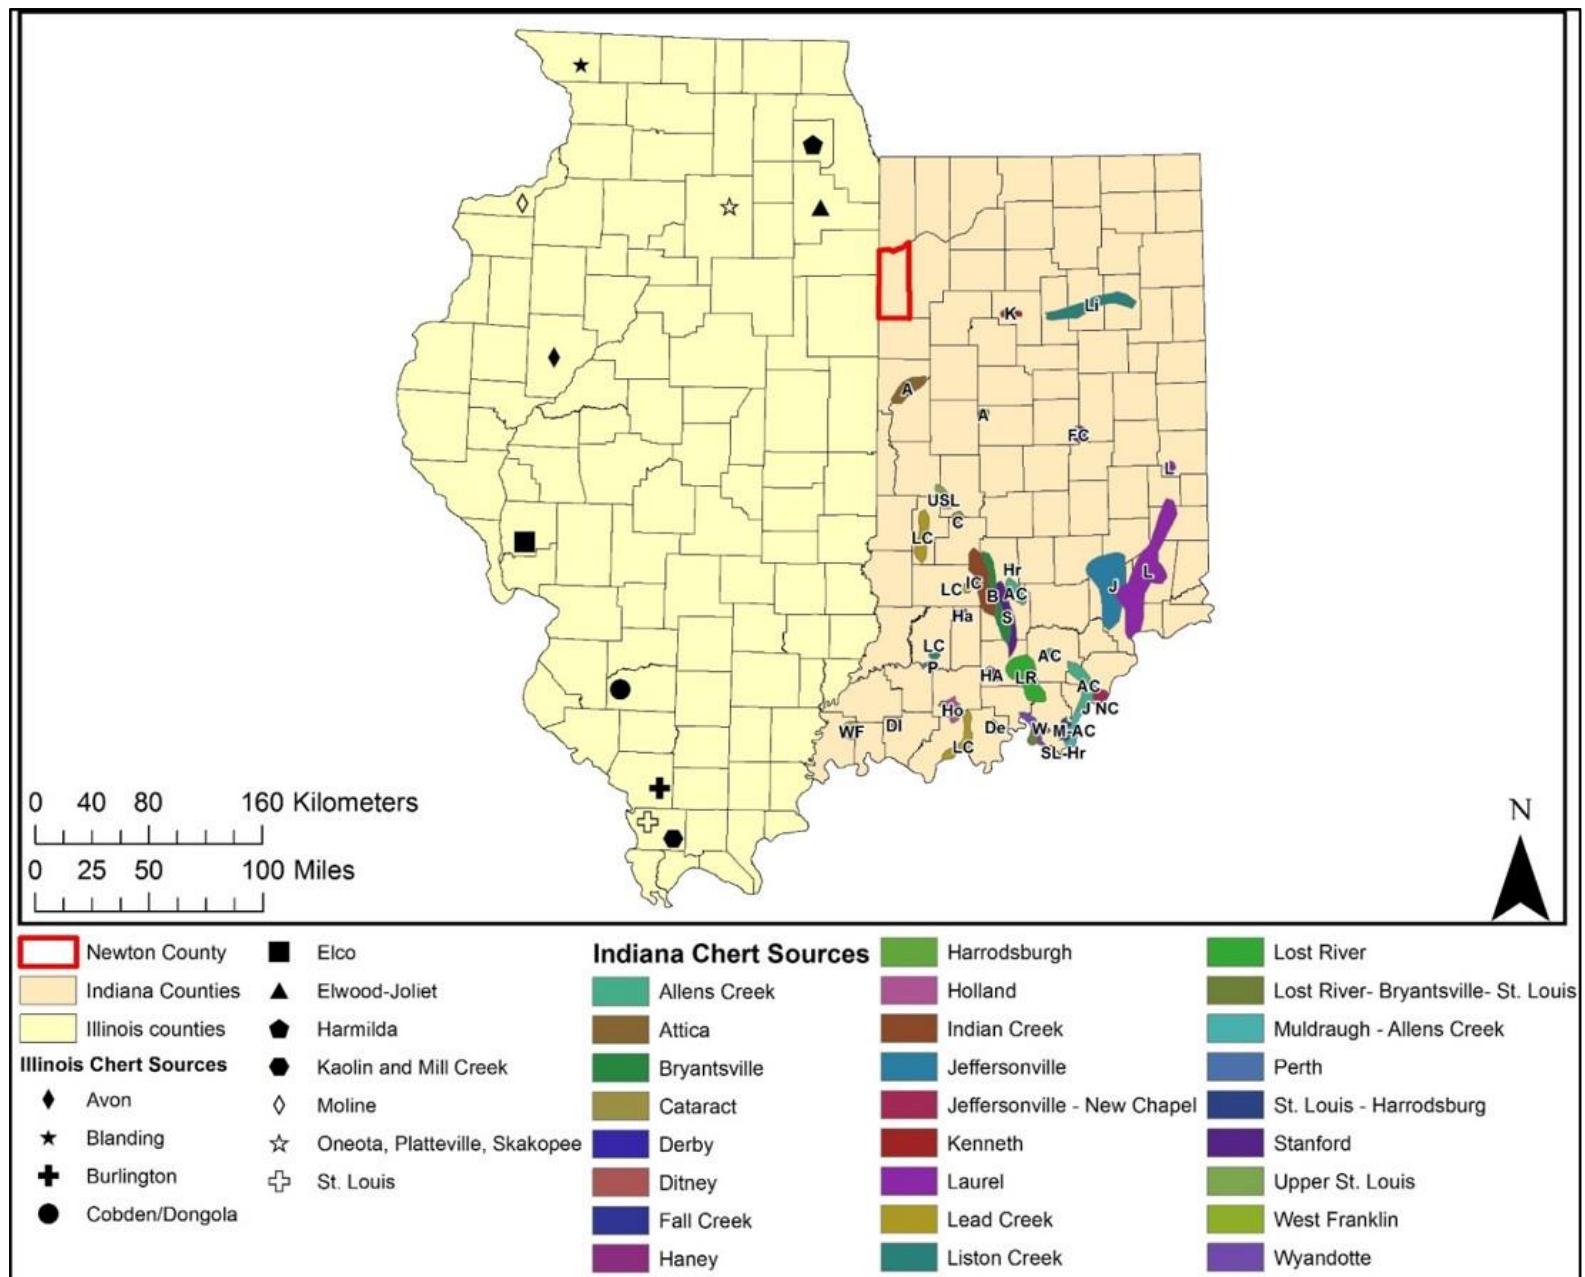 K
Li
A
A
FC
L
USL
C
LC
Hr
LC
IC
B
AC
J
L
Ha
S
LC
P
AC
HA
LR
AC
J NC
Ho
WF
DI
De
W
M-AC
LC
SL-Hr
0 40 80 160 Kilometers
0 25 50 100 Miles
N
Newton County
Indiana Counties
Illinois counties
Illinois Chert Sources
Avon
Blanding
Burlington
Cobden/Dongola
Elco
Elwood-Joliet
Harmilda
Kaolin and Mill Creek
Moline
Oneota, Platteville, Skakopee
St. Louis
Indiana Chert Sources
Allens Creek
Attica
Bryantsville
Cataract
Derby
Ditney
Fall Creek
Haney
Harrodsburgh
Holland
Indian Creek
Jeffersonville
Jeffersonville - New Chapel
Kenneth
Laurel
Lead Creek
Liston Creek
Lost River
Lost River- Bryantsville- St. Louis
Muldraugh - Allens Creek
Perth
St. Louis - Harrodsburg
Stanford
Upper St. Louis
West Franklin
Wyandotte